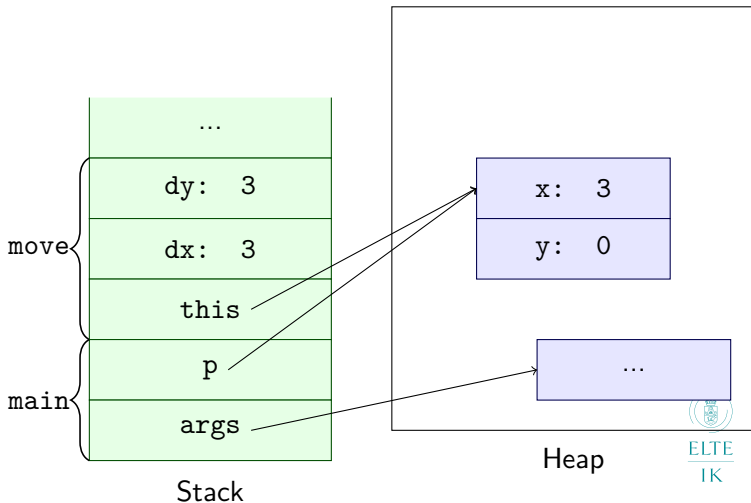 ...
dy: 3
dx: 3
this
p
args
move
main
Stack
x: 3
y: 0
...
Heap
ELTE
IK